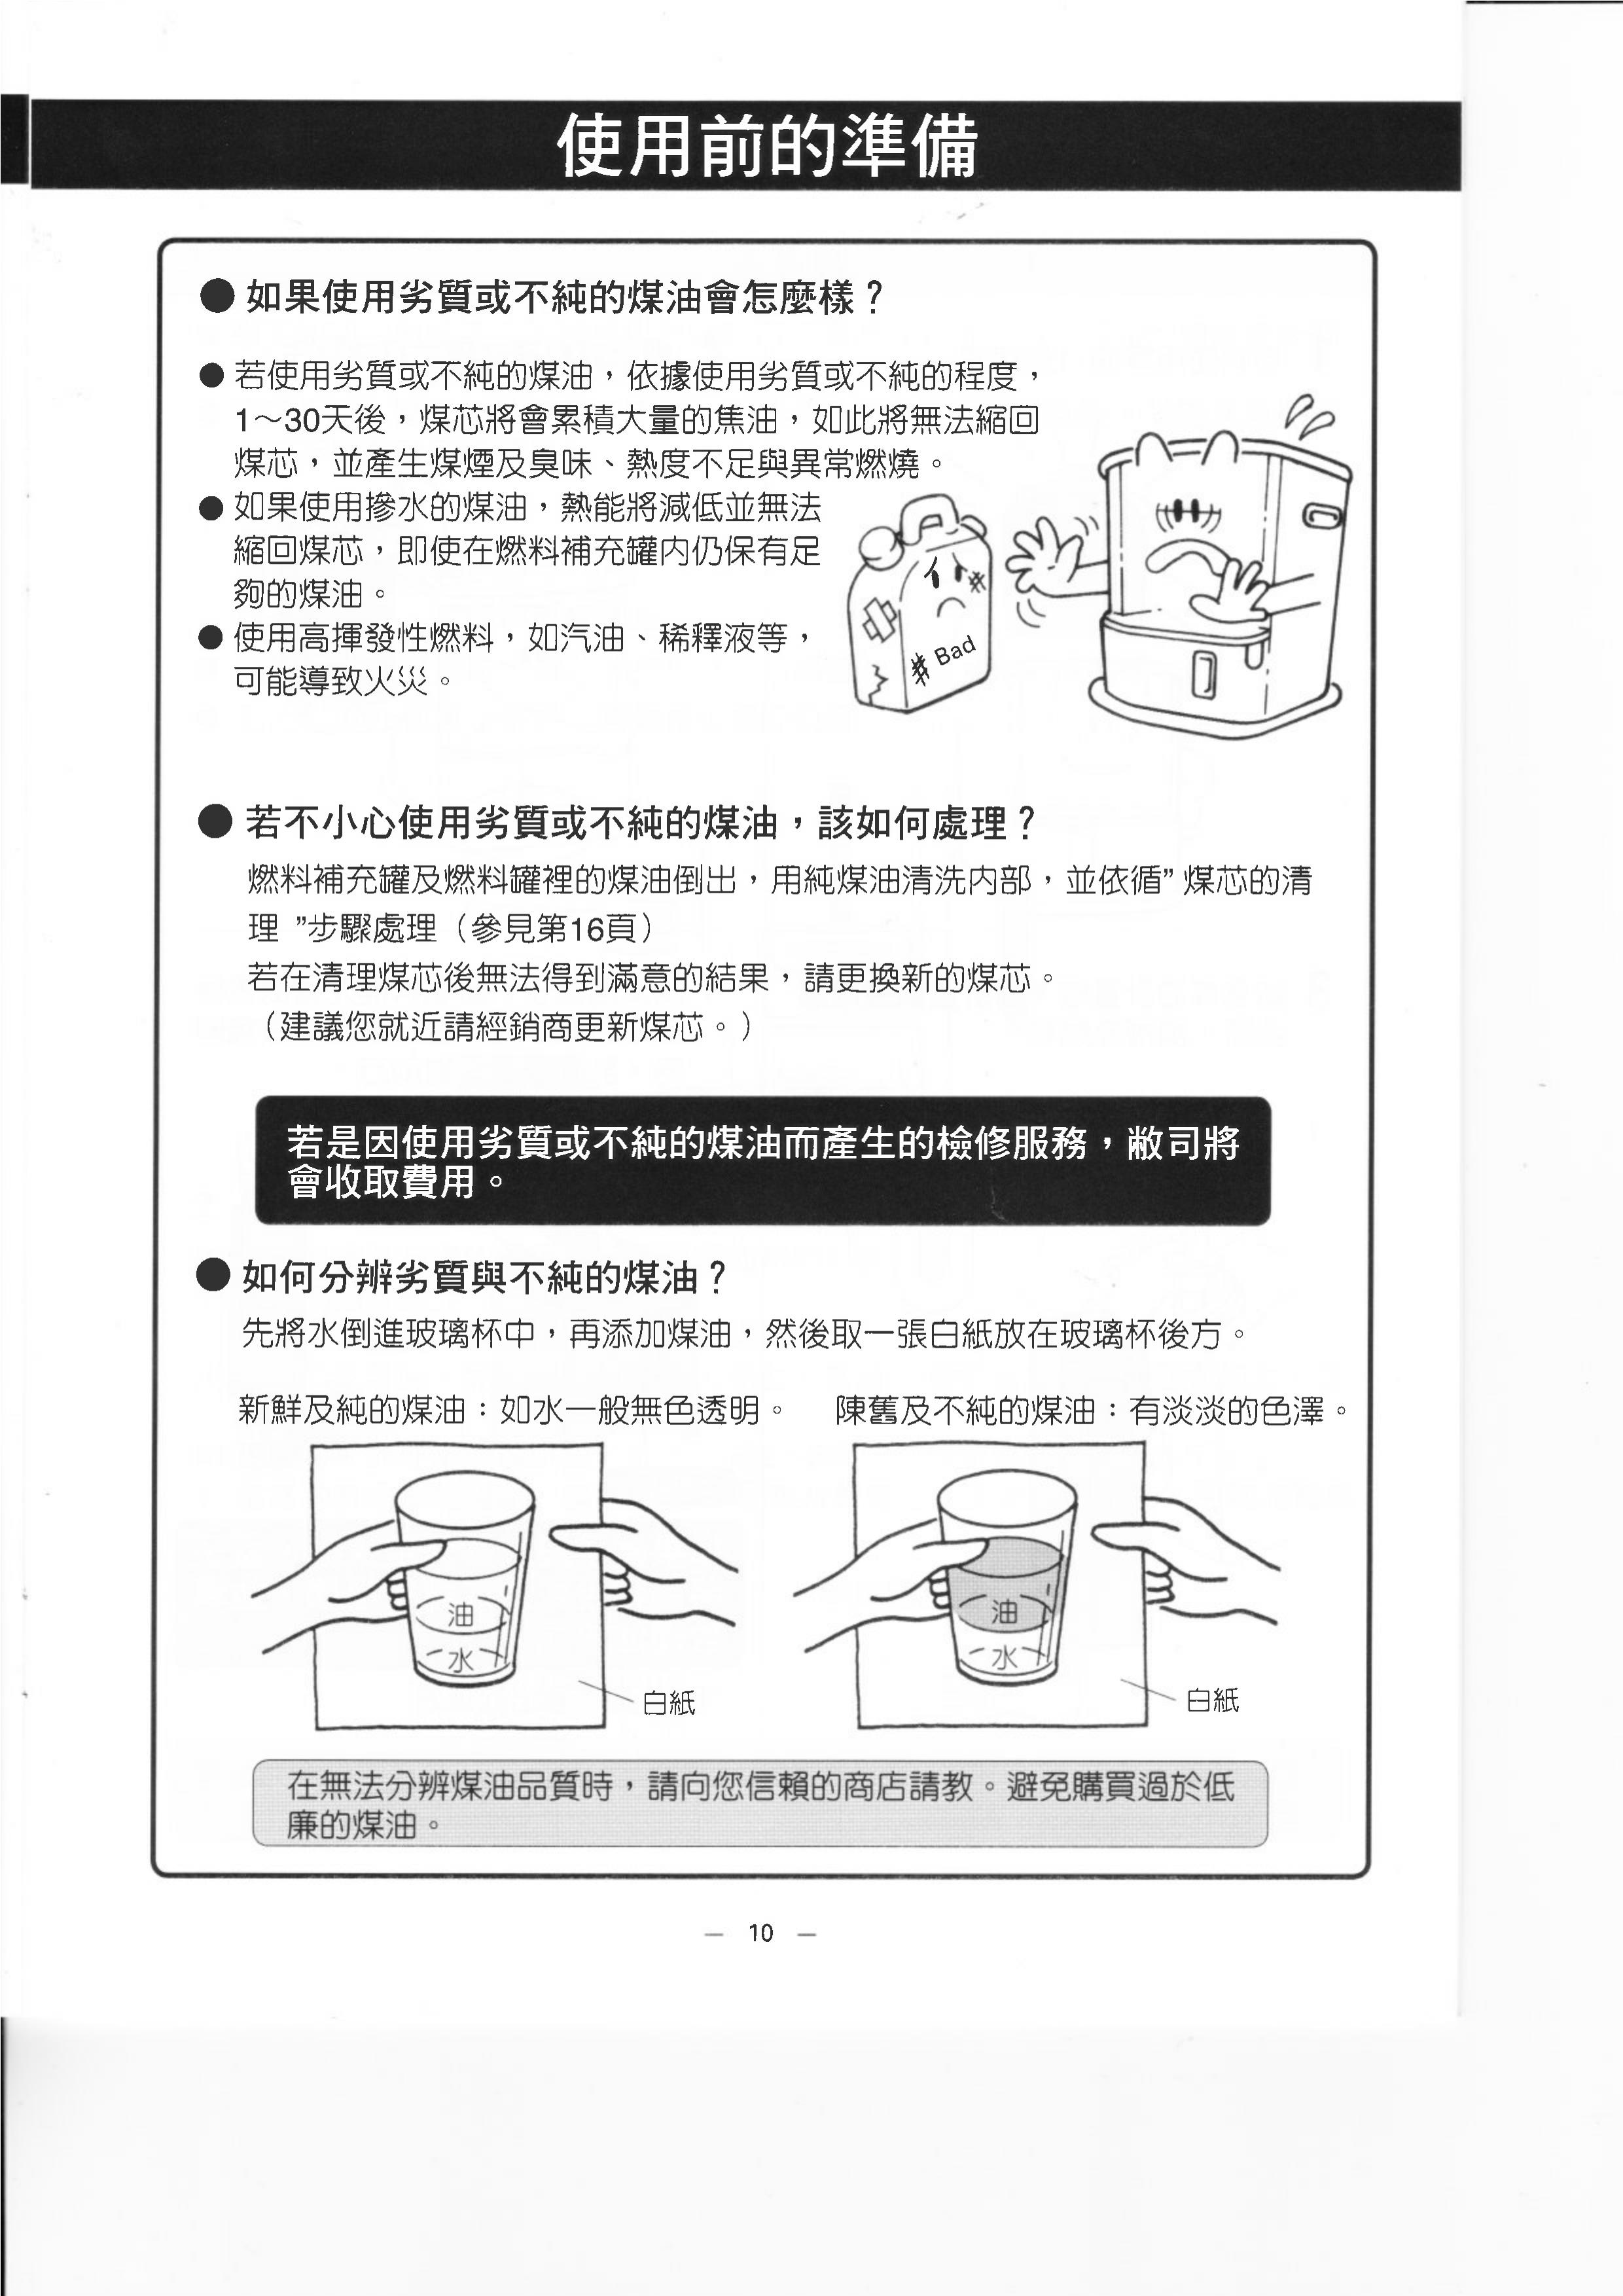 使用前的準備
● 如果使用劣質或不純的煤油會怎麼樣？
● 若使用劣質或不純的煤油，依據使用劣質或不純的程度，
1～30天後，煤芯將會累積大量的焦油，如此將無法縮回
煤芯，並產生煤煙及臭味、熱度不足與異常燃燒。
● 如果使用摻水的煤油，熱能將減低並無法
縮回煤芯，即使在燃料補充罐內仍保有足
夠的煤油。
● 使用高揮發性燃料，如汽油、稀釋液等，
可能導致火災。
# Bad
● 若不小心使用劣質或不純的煤油，該如何處理？
燃料補充罐及燃料罐裡的煤油倒出，用純煤油清洗內部，並依循”煤芯的清
理 ”步驟處理（參見第16頁）
若在清理煤芯後無法得到滿意的結果，請更換新的煤芯。
（建議您就近請經銷商更新煤芯。）
若是因使用劣質或不純的煤油而產生的檢修服務，敝司將
會收取費用。
● 如何分辨劣質與不純的煤油？
先將水倒進玻璃杯中，再添加煤油，然後取一張白紙放在玻璃杯後方。
新鮮及純的煤油：如水一般無色透明。
油
水
白紙
陳舊及不純的煤油：有淡淡的色澤。
油
水
白紙
在無法分辨煤油品質時，請向您信賴的商店請教。避免購買過於低
廉的煤油。
— 10 —